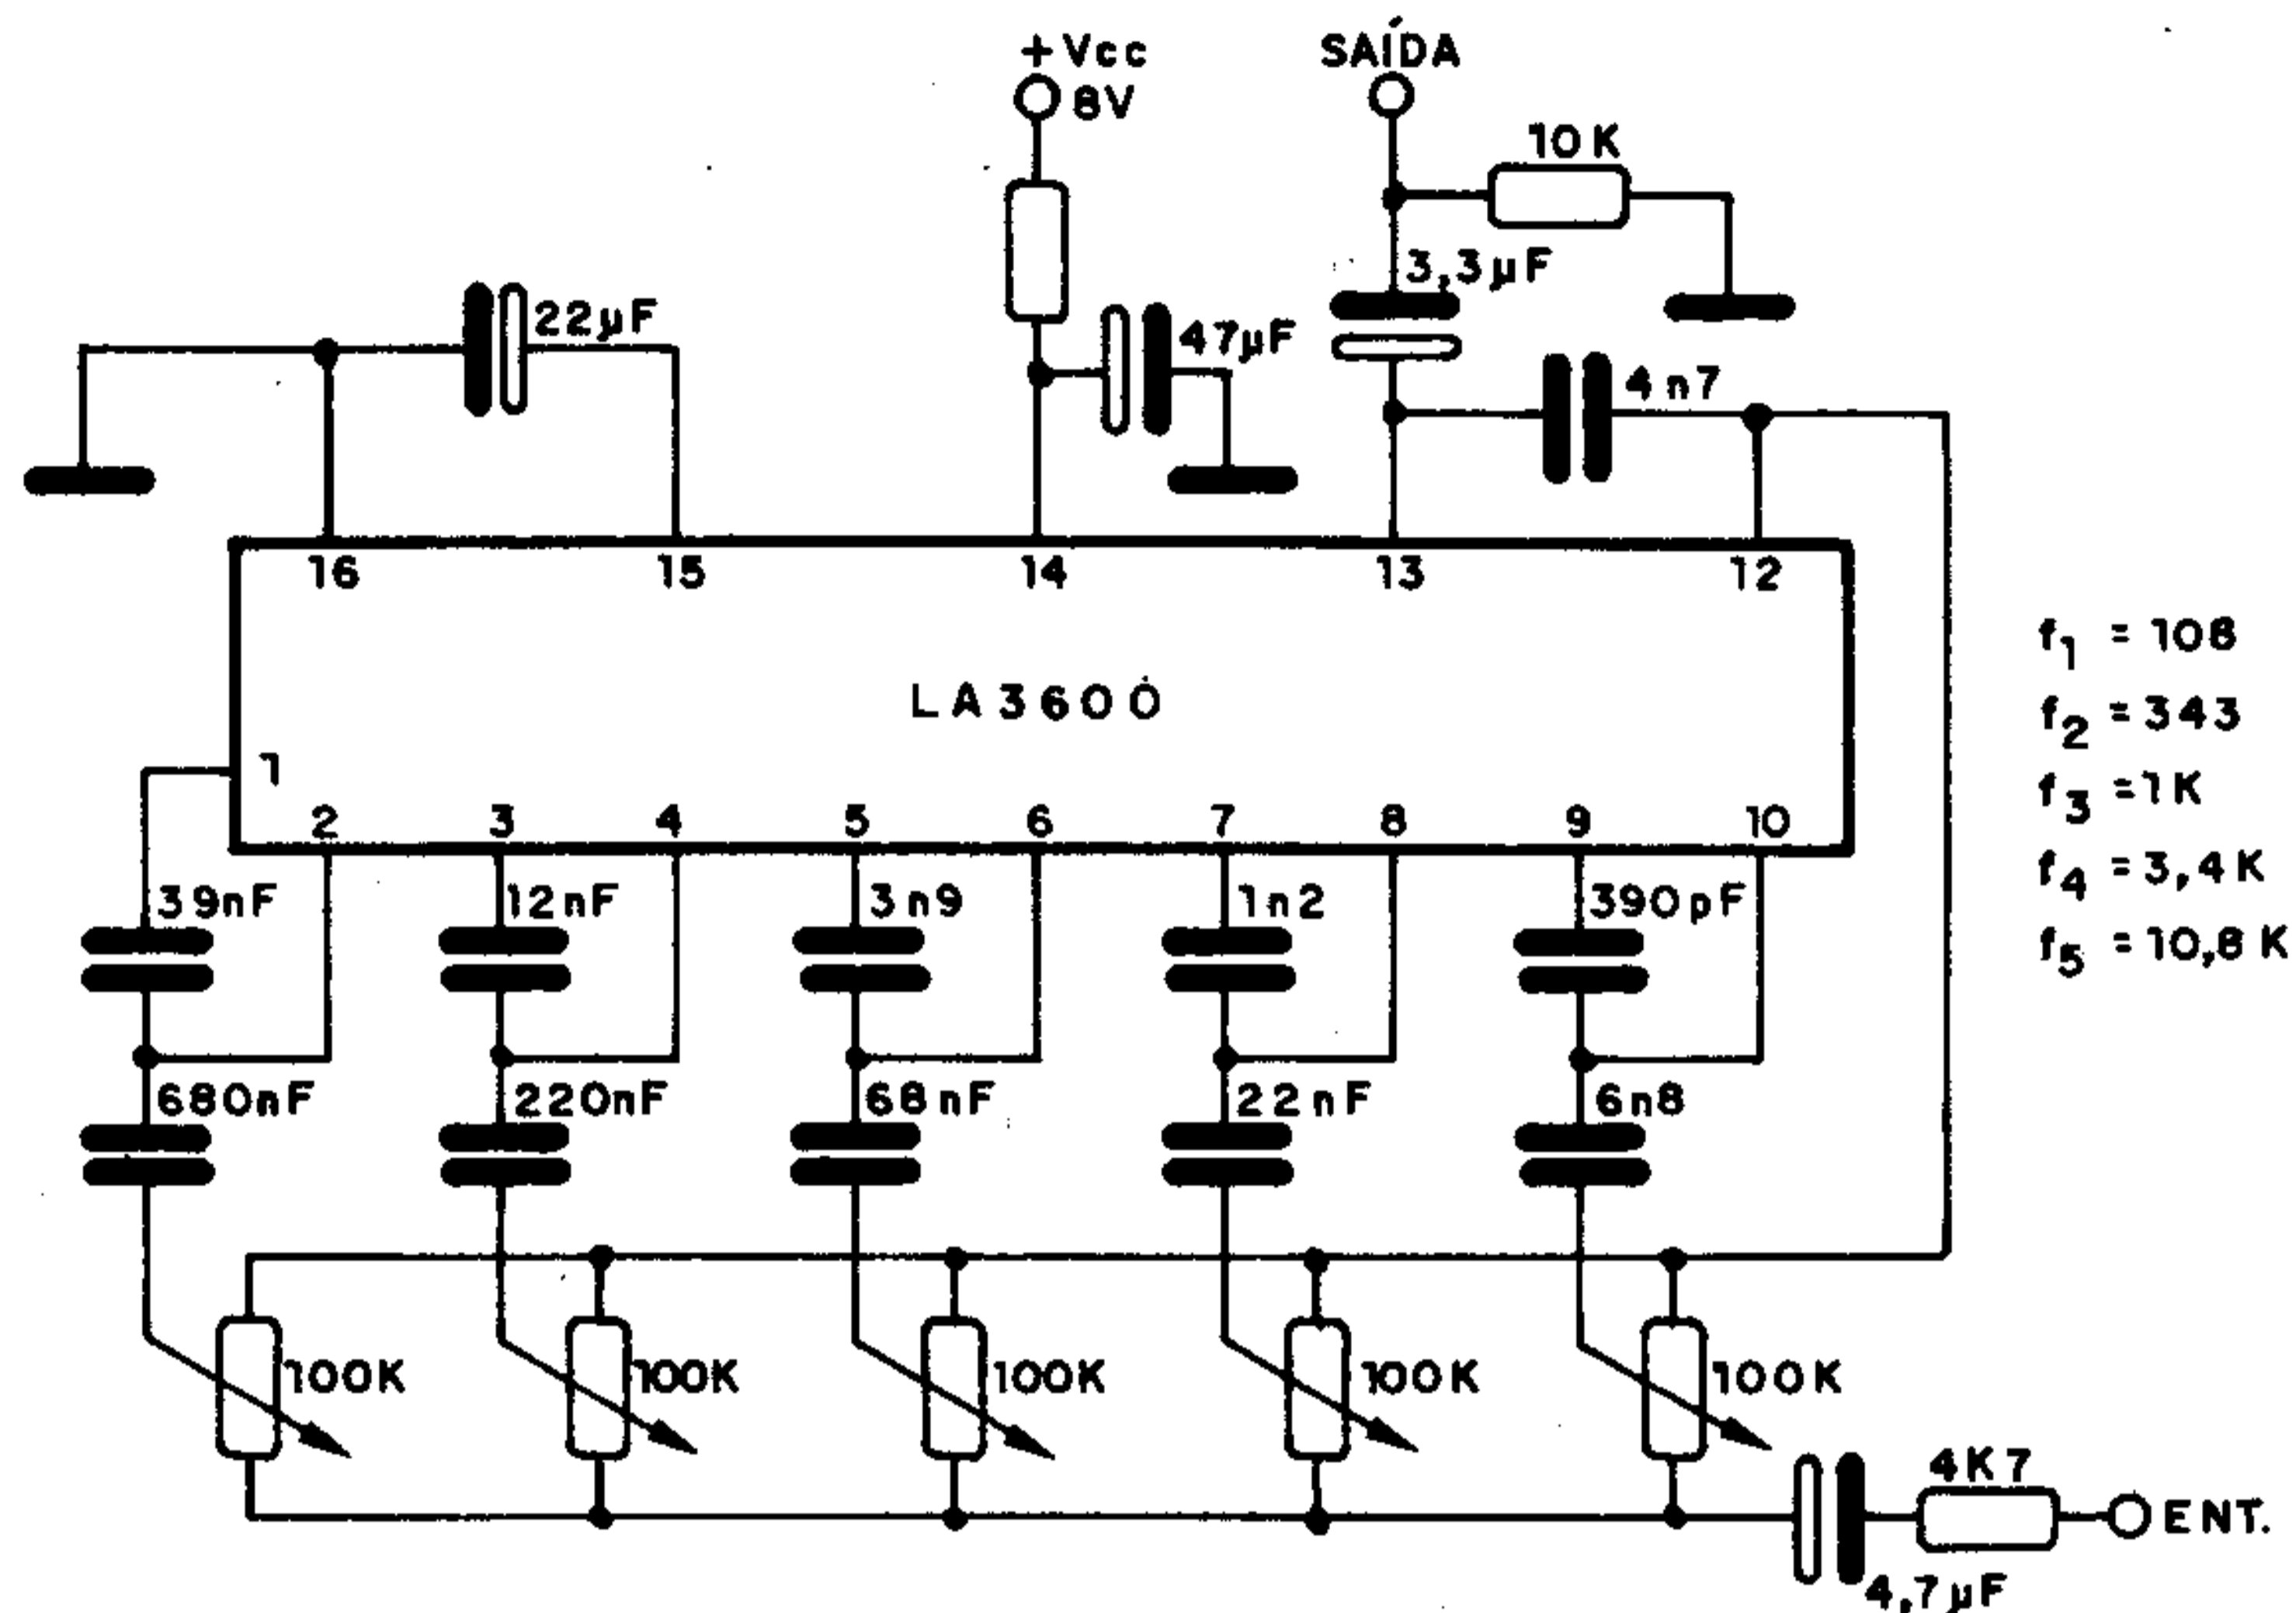 +Vcc
8V
SAÍDA
10K
3,3µF
22µF
47µF
4n7
16 15 14 13 12
LA3600
1
2 3 4 5 6 7 8 9 10
f1 = 108
f2 = 343
f3 = 1K
f4 = 3,4K
f5 = 10,8K
39nF 12nF 3n9 1n2 390pF
680nF 220nF 68nF 22nF 6n8
100K 100K 100K 100K 100K
4K7
ENT.
4,7µF